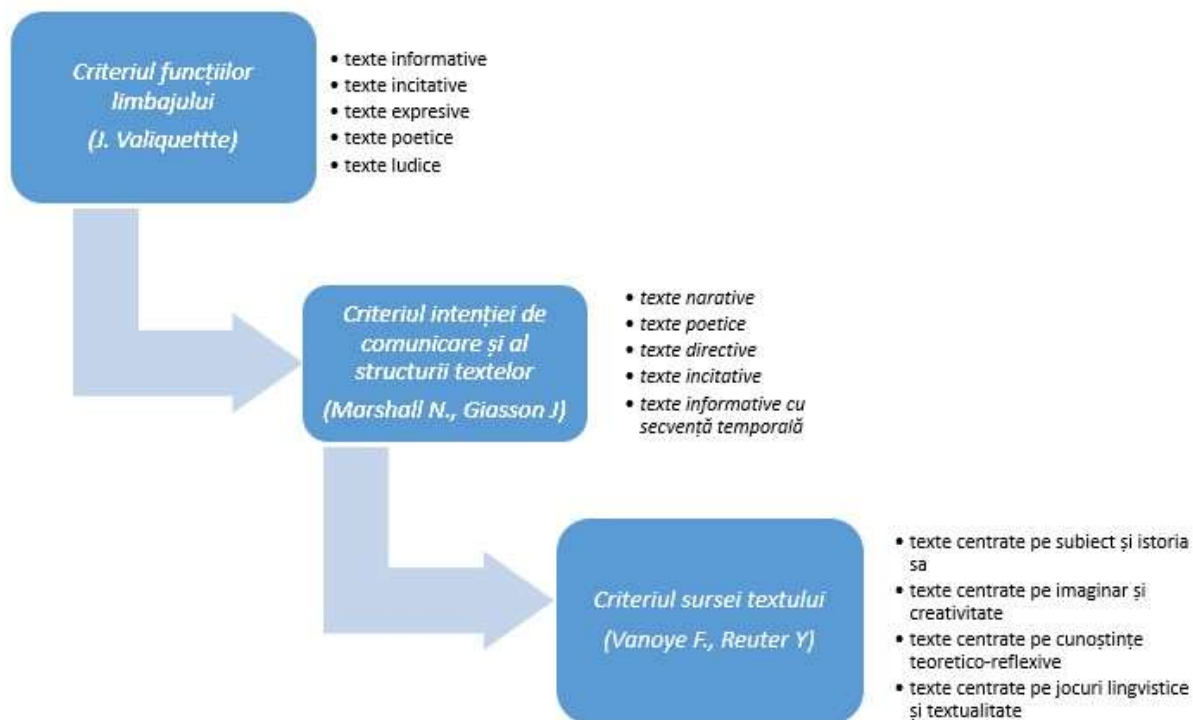 Criteriul funcțiilor
limbajului
(J. Valiquettte)
• texte informative
• texte incitative
• texte expresive
• texte poetice
• texte ludice
Criteriul intenției de
comunicare și al
structurii textelor
(Marshall N., Giasson J)
• texte narative
• texte poetice
• texte directive
• texte incitative
• texte informative cu
secvență temporală
Criteriul sursei textului
(Vanoye F., Reuter Y)
• texte centrate pe subiect și istoria
sa
• texte centrate pe imaginar și
creativitate
• texte centrate pe cunoștințe
teoretico-reflexive
• texte centrate pe jocuri lingvistice
și textualitate